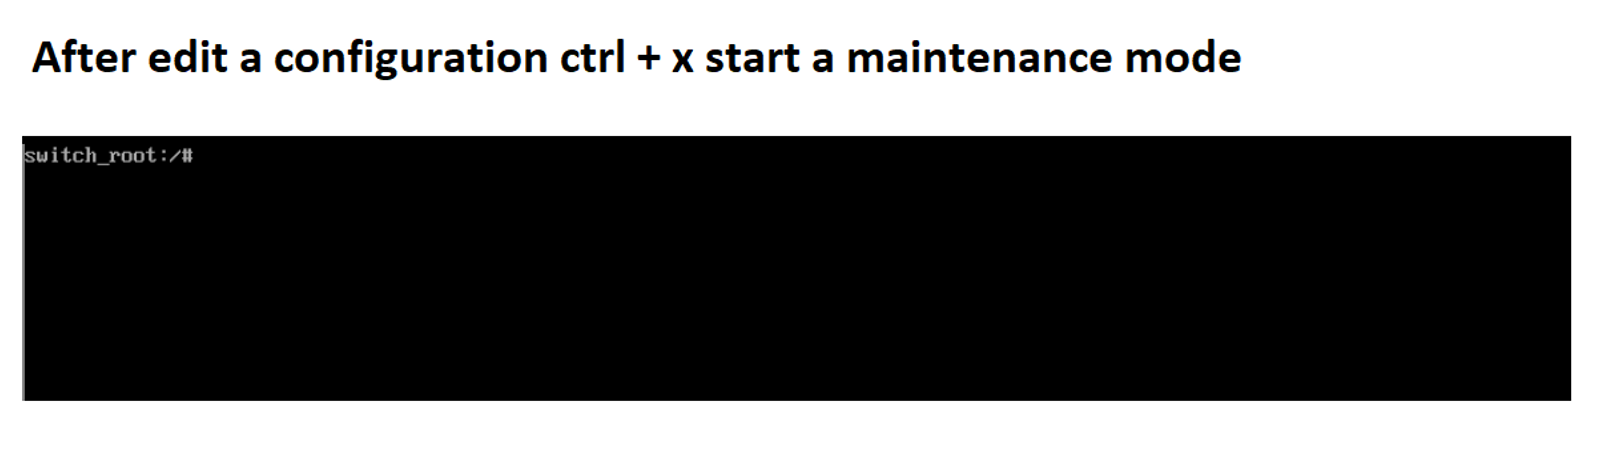 After edit a configuration ctrl + x start a maintenance mode
switch_root:/#